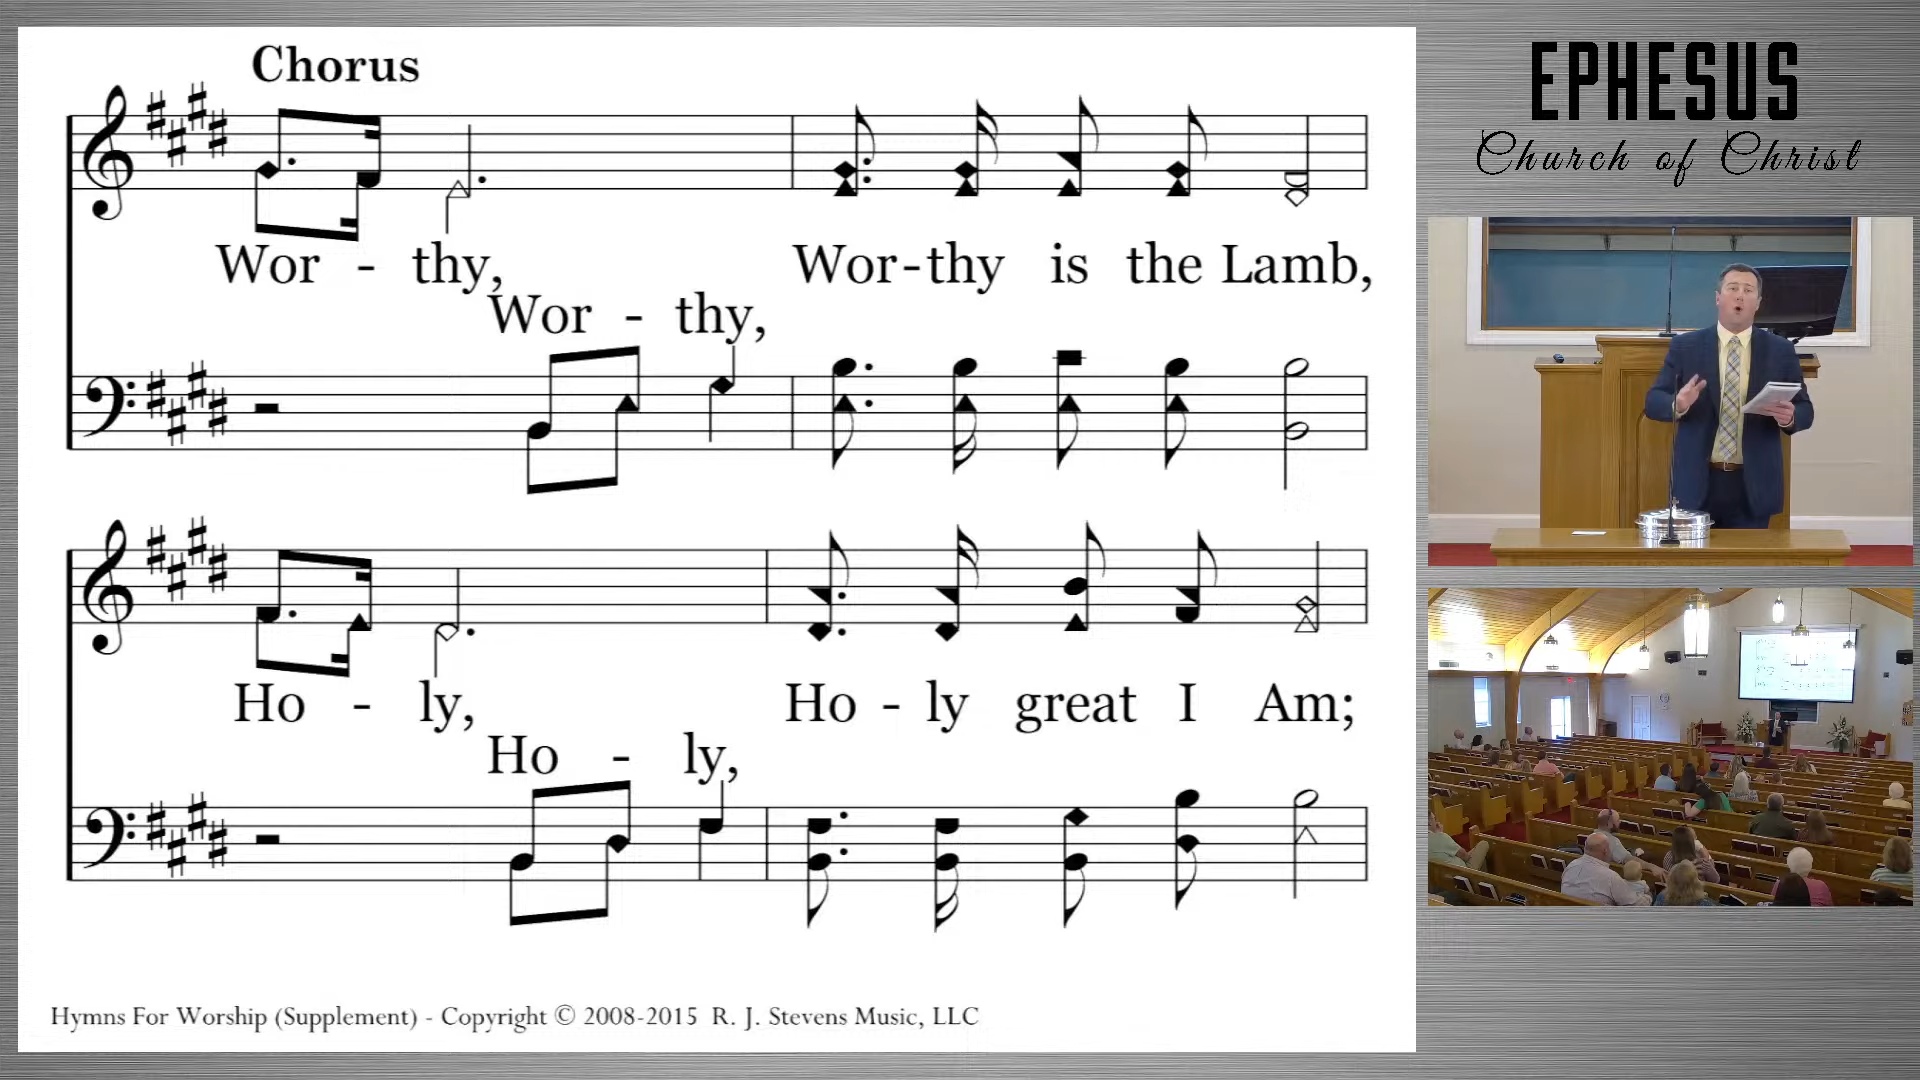 Chorus
Wor - thy, Wor-thy is the Lamb,
Wor - thy,
Ho - ly, Ho - ly great I Am;
Ho - ly,
Hymns For Worship (Supplement) - Copyright © 2008-2015 R. J. Stevens Music, LLC
EPHESUS
Church of Christ